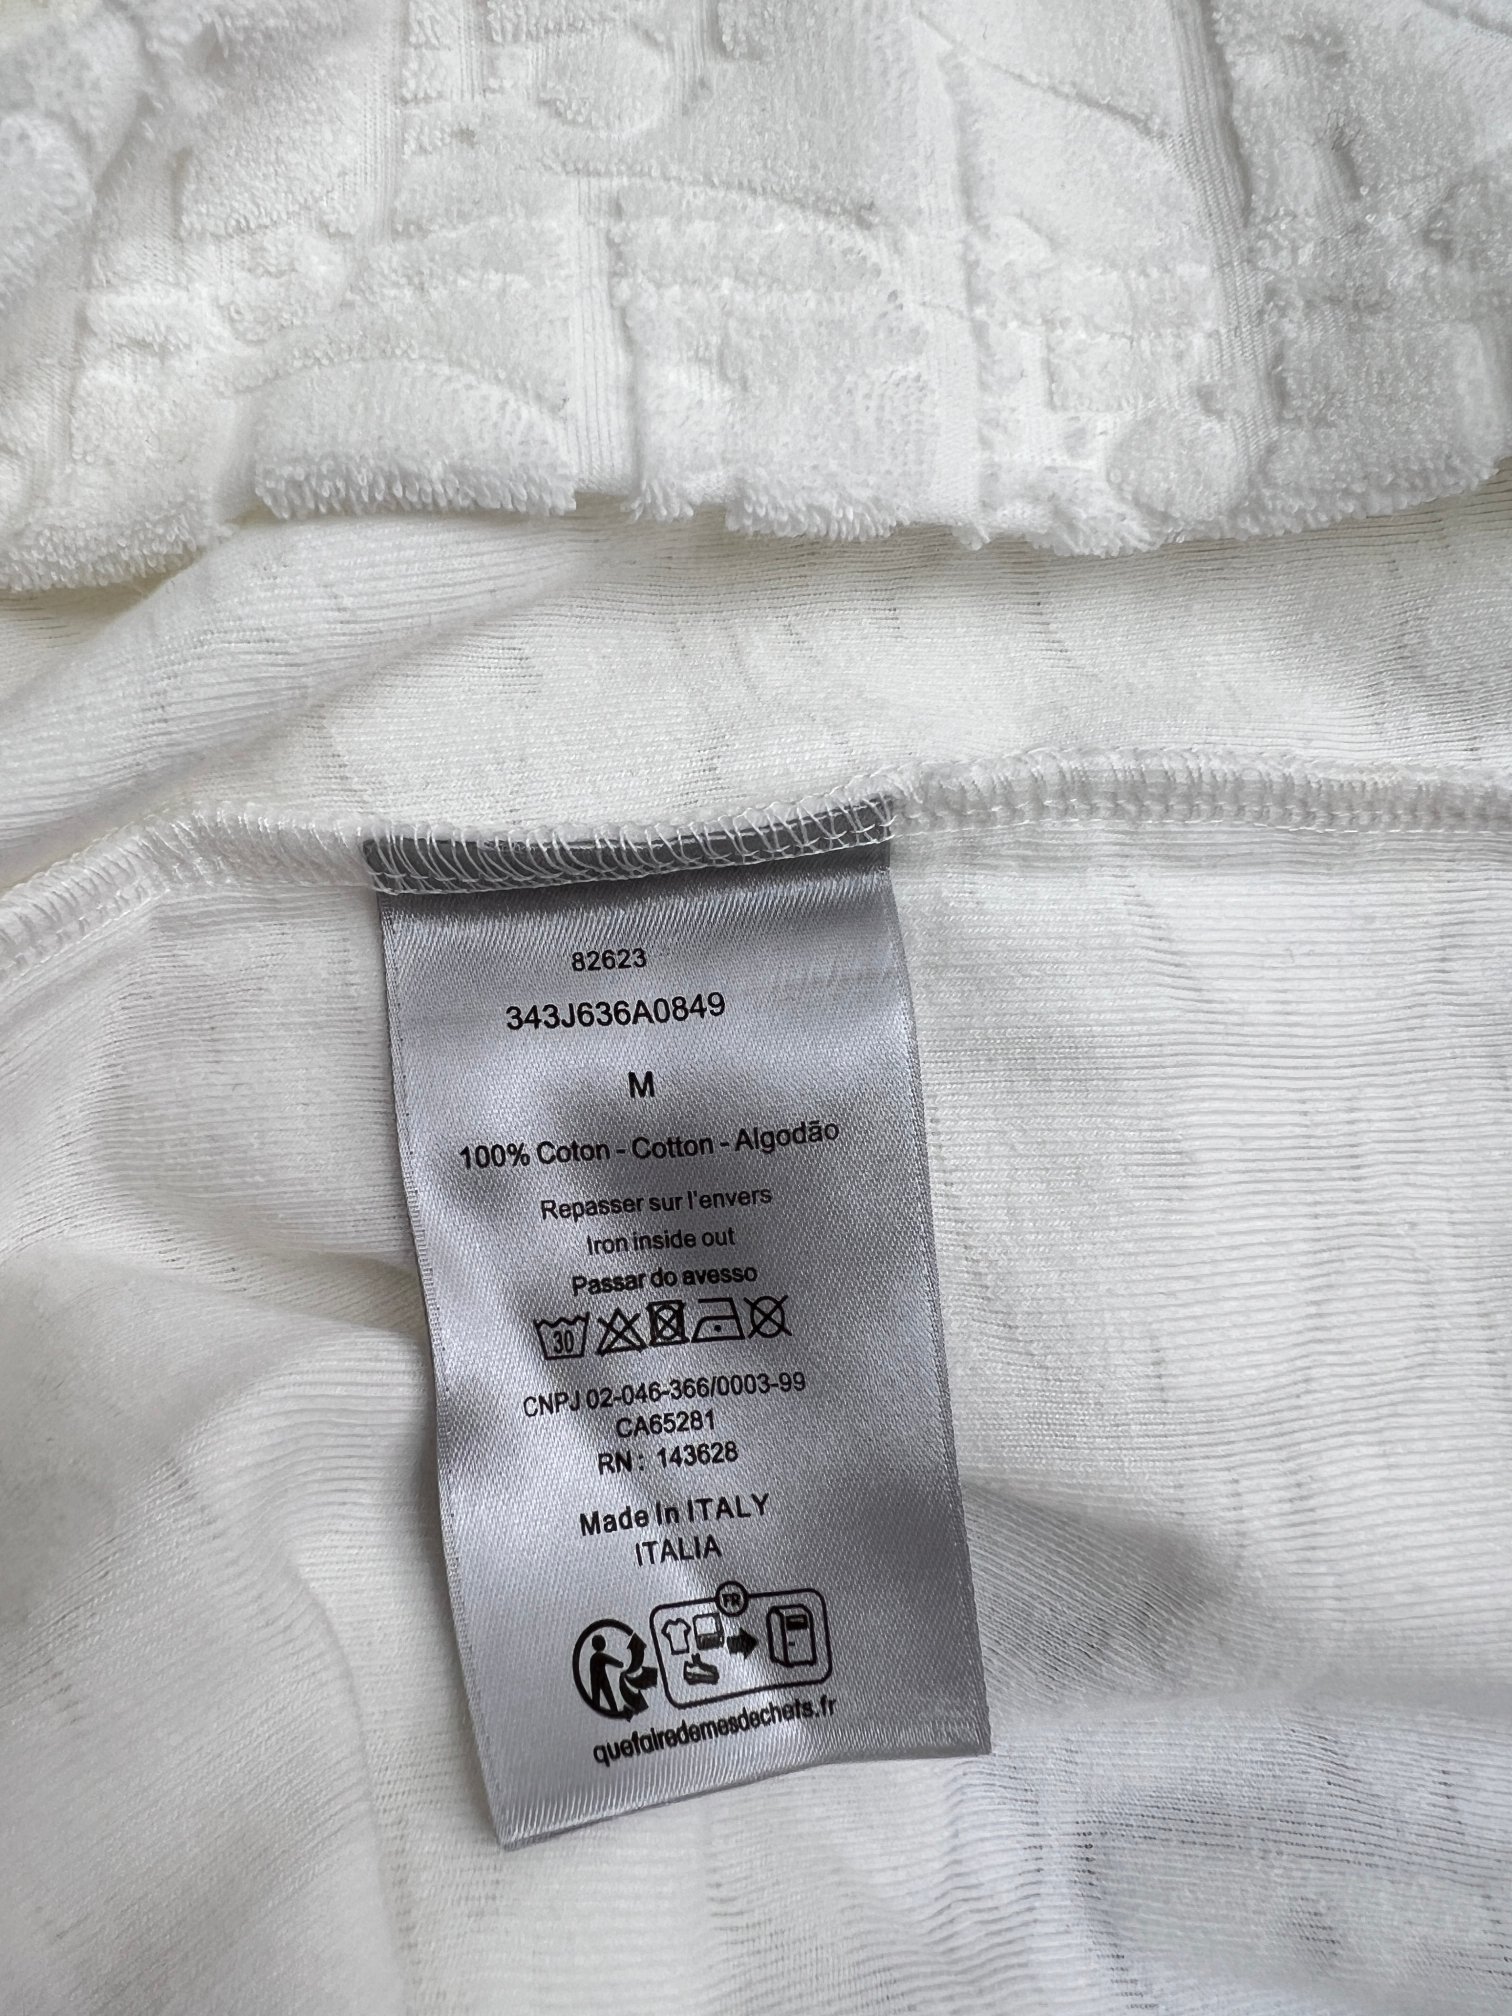 82623
343J636A0849
M
100% Coton - Cotton - Algodão
Repasser sur l'envers
Iron inside out
Passar do avesso
30
CNPJ 02-046-366/0003-99
CA65281
RN : 143628
Made In ITALY
ITALIA
FR
quefairedemesdechets.fr